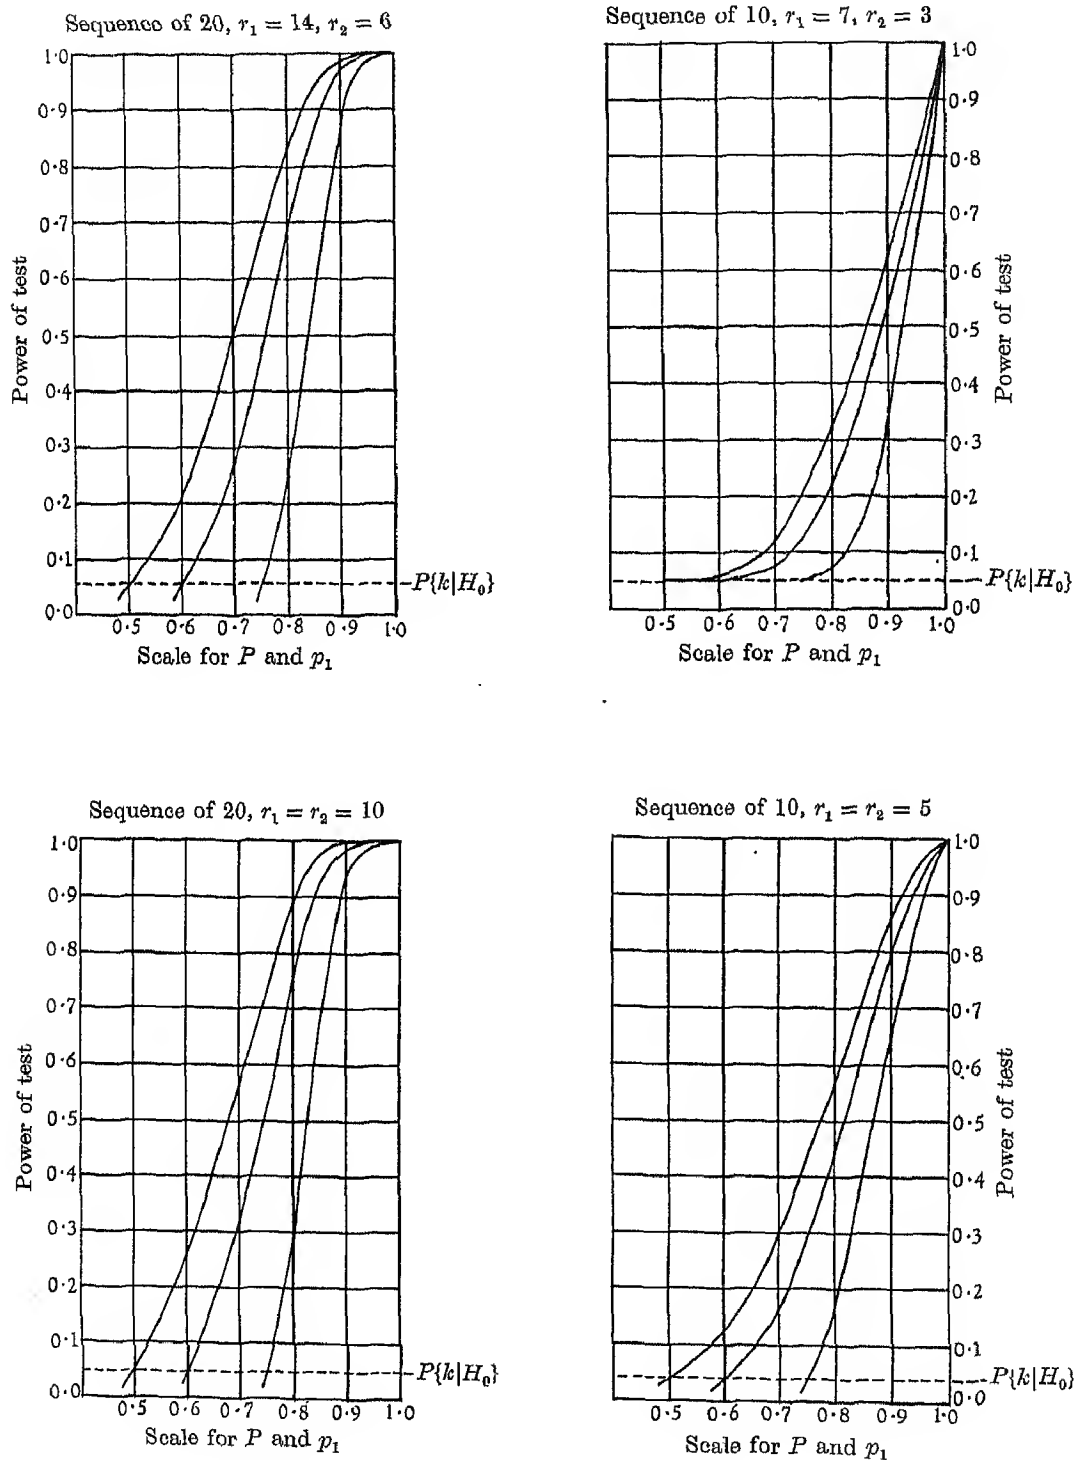 Sequence of 20, r₁ = 14, r₂ = 6
1·0
0·9
0·8
0·7
0·6
0·5
0·4
0·3
0·2
0·1
0·0
Power of test
P{k|H₀}
0·5 0·6 0·7 0·8 0·9 1·0
Scale for P and p₁
Sequence of 10, r₁ = 7, r₂ = 3
1·0
0·9
0·8
0·7
0·6
0·5
0·4
0·3
0·2
0·1
0·0
Power of test
P{k|H₀}
0·5 0·6 0·7 0·8 0·9 1·0
Scale for P and p₁
Sequence of 20, r₁ = r₂ = 10
1·0
0·9
0·8
0·7
0·6
0·5
0·4
0·3
0·2
0·1
0·0
Power of test
P{k|H₀}
0·5 0·6 0·7 0·8 0·9 1·0
Scale for P and p₁
Sequence of 10, r₁ = r₂ = 5
1·0
0·9
0·8
0·7
0·6
0·5
0·4
0·3
0·2
0·1
0·0
Power of test
P{k|H₀}
0·5 0·6 0·7 0·8 0·9 1·0
Scale for P and p₁